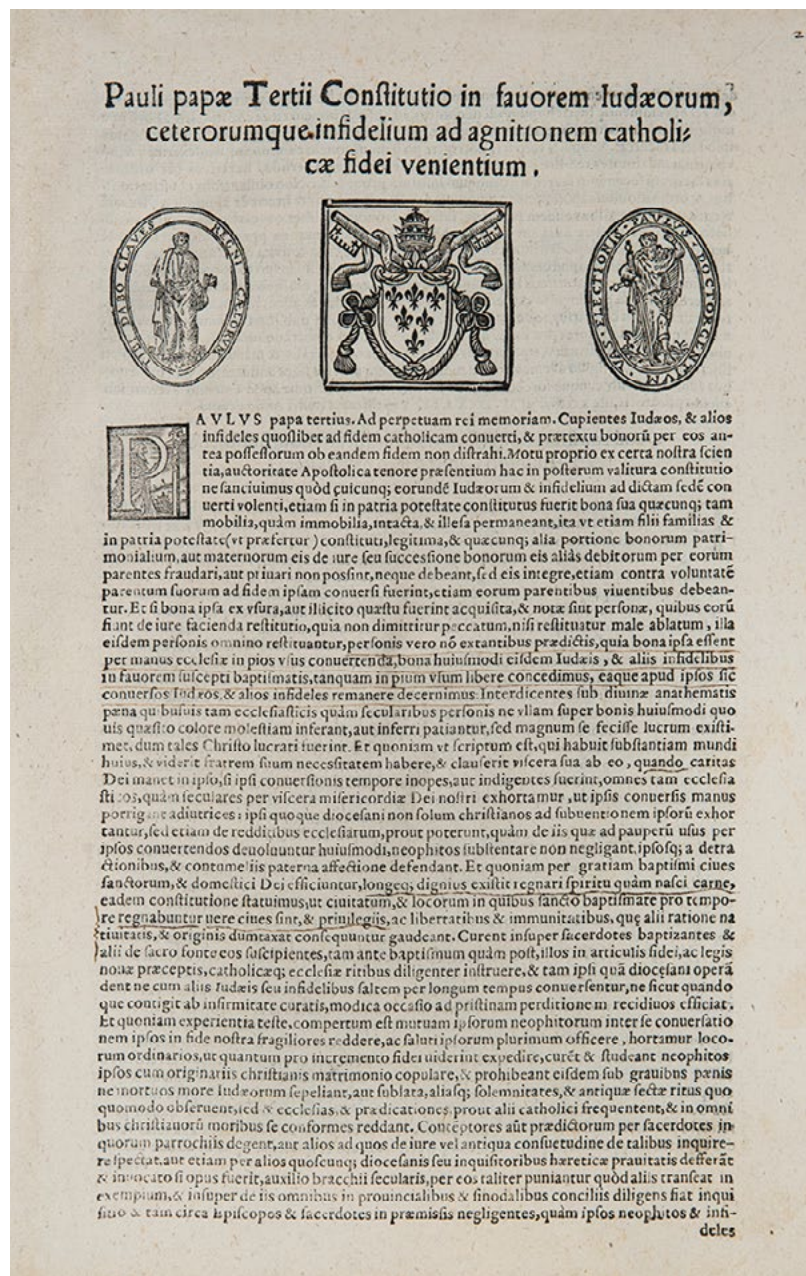 2
Pauli papæ Tertii Conſtitutio in fauorem Iudæorum,
ceterorumque infidelium ad agnitionem catholi⸗
cæ fidei venientium.
TIBI DABO CLAVES REGNI CÆLORVM
VAS ELECTIONIS PAVLVS DOCTOR GENTIVM
PAVLVS papa tertius. Ad perpetuam rei memoriam. Cupientes Iudæos, & alios
infideles quoſlibet ad fidem catholicam conuerti, & prætextu bonorū per eos an-
tea poſſeſſorum ob eandem fidem non diſtrahi. Motu proprio ex certa noſtra ſcien
tia, auctoritate Apoſtolica tenore præſentium hac in poſterum valitura conſtitutio
ne ſanciuimus quòd cuicunq; eorundē Iudæorum & infidelium ad dictam fedē con
uerti volenti, etiam ſi in patria poteſtate conſtitutus fuerit bona ſua quæcunq; tam
mobilia, quàm immobilia, intacta, & illeſa permaneant, ita vt etiam filii familias &
in patria poteſtate (vt præfertur) conſtituti, legitima, & quæcunq; alia portione bonorum patri-
monialium, aut maternorum eis de iure ſeu ſucceſſione bonorum eis aliàs debitorum per eorum
parentes fraudari, aut priuari non poſſint, neque debeant, ſed eis integre, etiam contra voluntatē
parentum ſuorum ad fidem ipſam conuerſi fuerint, etiam eorum parentibus viuentibus debean-
tur. Et ſi bona ipſa ex vſura, aut illicito quæſtu fuerint acquiſita, & notæ ſint perſonæ, quibus eorū
fiant de iure facienda reſtitutio, quia non dimittitur peccatum, niſi reſtituatur male ablatum, illa
eiſdem perſonis omnino reſtituantur, perſonis vero nō extantibus prædictis, quia bona ipſa eſſent
per manus eccleſiæ in pios vſus conuertenda, bona huiuſmodi eiſdem Iudæis, & aliis infidelibus
in fauorem ſuſcepti baptiſmatis, tanquam in pium vſum libere concedimus, eaque apud ipſos ſic
conuerſos Iudæos, & alios infideles remanere decernimus. Interdicentes ſub diuinæ anathematis
pæna quibuſuis tam eccleſiaſticis quàm ſecularibus perſonis ne vllam ſuper bonis huiuſmodi quo
uis quæſito colore moleſtiam inferant, aut inferri patiantur, ſed magnum ſe feciſſe lucrum exiſti-
met, dum tales Chriſto lucrati fuerint. Et quoniam vt ſcriptum eſt, qui habuit ſubſtantiam mundi
huius, & viderit fratrem ſuum neceſſitatem habere, & clauſerit viſcera ſua ab eo, quando caritas
Dei manet in ipſo, ſi ipſi conuerſionis tempore inopes, aut indigentes fuerint, omnes tam eccleſia
ſticos, quàm ſeculares per viſcera miſericordiæ Dei noſtri exhortamur, ut ipſis conuerſis manus
porrigant adiutrices: ipſi quoque dioceſani non ſolum chriſtianos ad ſubuentionem ipſorū exhor
tantur, ſed etiam de redditibus eccleſiarum, prout poterunt, quàm de iis quæ ad pauperū uſus per
ipſos conuertendos deuoluuntur huiuſmodi, neophitos ſubſtentare non negligant, ipſoſq; a detra
ctionibus, & contumeliis paterna affectione defendant. Et quoniam per gratiam baptiſmi ciues
ſanctorum, & domeſtici Dei efficiuntur, longeq; dignius exiſtit regnari ſpiritu quàm naſci carne,
eadem conſtitutione ſtatuimus, ut ciuitatum, & locorum in quibus ſancto baptiſmate pro tempo-
re regnabuntur uere ciues ſint, & priuilegiis, ac libertatibus & immunitatibus, quę alii ratione na
tiuitatis, & originis dumtaxat conſequuntur gaudeant. Curent inſuper ſacerdotes baptizantes &
alii de ſacro fonte eos ſuſcipientes, tam ante baptiſmum quàm poſt, illos in articulis fidei, ac legis
nouæ præceptis, catholicæq; eccleſiæ ritibus diligenter inſtruere, & tam ipſi quā dioceſani operā
dent ne cum aliis Iudæis ſeu infidelibus ſaltem per longum tempus conuerſentur, ne ſicut quando
que contigit ab infirmitate curatis, modica occaſio ad priſtinam perditionem recidiuos efficiat.
Et quoniam experientia teſte, compertum eſt mutuam ipſorum neophitorum inter ſe conuerſatio
nem ipſos in fide noſtra fragiliores reddere, ac ſaluti ipſorum plurimum officere, hortamur loco-
rum ordinarios, ut quantum pro incremento fidei uiderint expedire, curēt & ſtudeant neophitos
ipſos cum originariis chriſtianis matrimonio copulare, & prohibeant eiſdem ſub grauibus pænis
ne mortuos more Iudæorum ſepeliant, aut ſublata, aliaſq; ſolemnitates, & antiquæ ſectæ ritus quo
quomodo obſeruent, ſed & eccleſias, & prædicationes, prout alii catholici frequentent, & in omni
bus chriſtianorū moribus ſe conformes reddant. Conteptores aūt prædictorum per ſacerdotes in
quorum parrochiis degent, aut alios ad quos de iure vel antiqua conſuetudine de talibus inquire-
re ſpectat, aut etiam per alios quoſcunq; dioceſanis ſeu inquiſitoribus hæreticæ prauitatis defferāt
& inuocato ſi opus fuerit, auxilio bracchii ſecularis, per eos taliter puniantur quòd aliis tranſeat in
exemplum, & inſuper de iis omnibus in prouincialibus & ſinodalibus conciliis diligens fiat inqui
ſitio & tam circa Epiſcopos & ſacerdotes in præmiſſis negligentes, quàm ipſos neophitos & infi-
deles